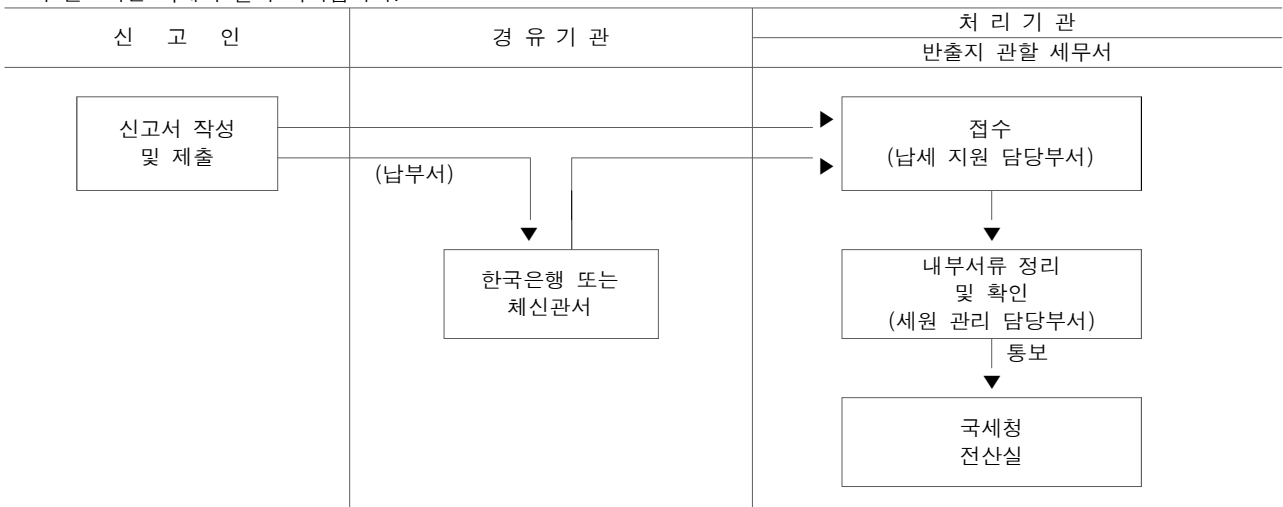 신 고 인
경 유 기 관
처 리 기 관
반출지 관할 세무서
신고서 작성
및 제출
(납부서)
한국은행 또는
체신관서
접수
(납세 지원 담당부서)
내부서류 정리
및 확인
(세원 관리 담당부서)
통보
국세청
전산실